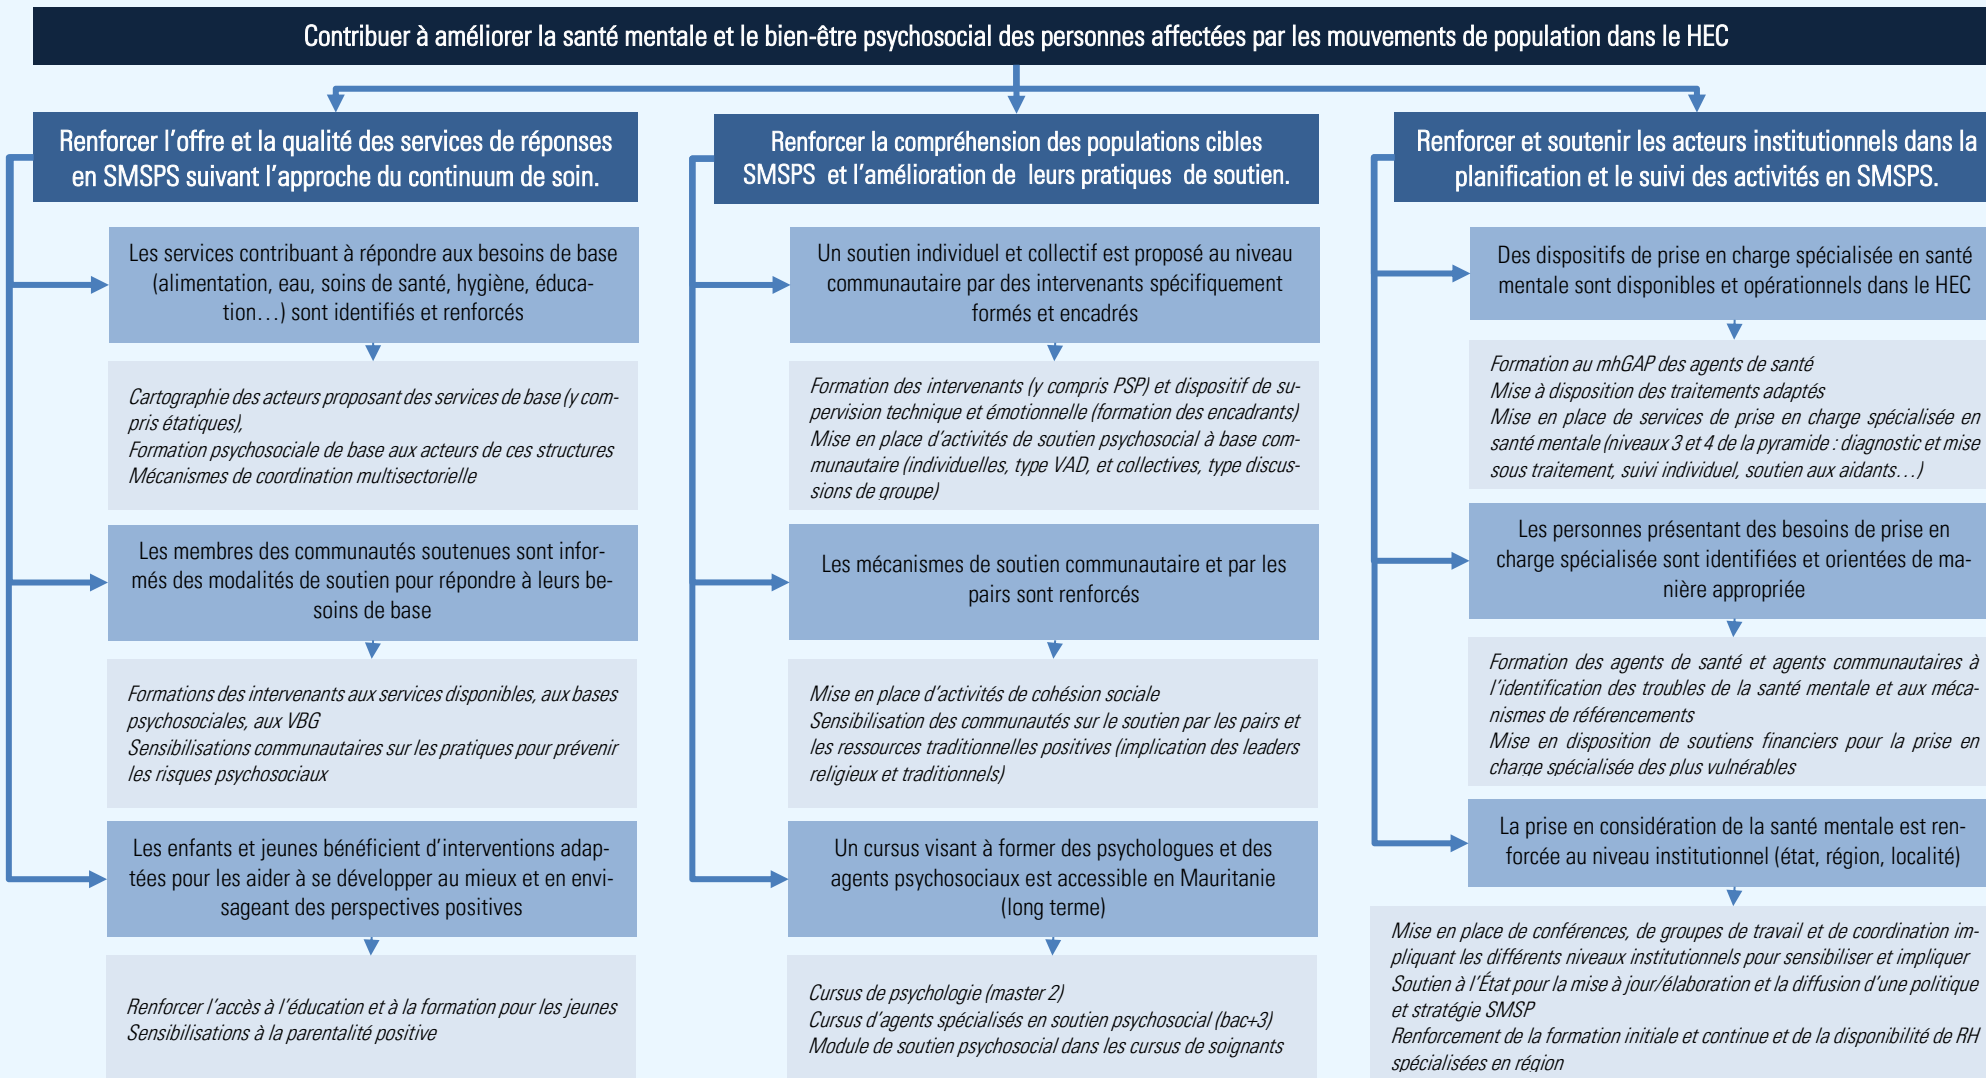 Contribuer à améliorer la santé mentale et le bien-être psychosocial des personnes affectées par les mouvements de population dans le HEC
Renforcer l'offre et la qualité des services de réponses
en SMSPS suivant l'approche du continuum de soin.
Les services contribuant à répondre aux besoins de base
(alimentation, eau, soins de santé, hygiène, éduca-
tion…) sont identifiés et renforcés
Cartographie des acteurs proposant des services de base (y com-
pris étatiques),
Formation psychosociale de base aux acteurs de ces structures
Mécanismes de coordination multisectorielle
Les membres des communautés soutenues sont infor-
més des modalités de soutien pour répondre à leurs be-
soins de base
Formations des intervenants aux services disponibles, aux bases
psychosociales, aux VBG
Sensibilisations communautaires sur les pratiques pour prévenir
les risques psychosociaux
Les enfants et jeunes bénéficient d'interventions adap-
tées pour les aider à se développer au mieux et en envi-
sageant des perspectives positives
Renforcer l'accès à l'éducation et à la formation pour les jeunes
Sensibilisations à la parentalité positive
Renforcer la compréhension des populations cibles
SMSPS et l'amélioration de leurs pratiques de soutien.
Un soutien individuel et collectif est proposé au niveau
communautaire par des intervenants spécifiquement
formés et encadrés
Formation des intervenants (y compris PSP) et dispositif de su-
pervision technique et émotionnelle (formation des encadrants)
Mise en place d'activités de soutien psychosocial à base com-
munautaire (individuelles, type VAD, et collectives, type discus-
sions de groupe)
Les mécanismes de soutien communautaire et par les
pairs sont renforcés
Mise en place d'activités de cohésion sociale
Sensibilisation des communautés sur le soutien par les pairs et
les ressources traditionnelles positives (implication des leaders
religieux et traditionnels)
Un cursus visant à former des psychologues et des
agents psychosociaux est accessible en Mauritanie
(long terme)
Cursus de psychologie (master 2)
Cursus d'agents spécialisés en soutien psychosocial (bac+3)
Module de soutien psychosocial dans les cursus de soignants
Renforcer et soutenir les acteurs institutionnels dans la
planification et le suivi des activités en SMSPS.
Des dispositifs de prise en charge spécialisée en santé
mentale sont disponibles et opérationnels dans le HEC
Formation au mhGAP des agents de santé
Mise à disposition des traitements adaptés
Mise en place de services de prise en charge spécialisée en
santé mentale (niveaux 3 et 4 de la pyramide : diagnostic et mise
sous traitement, suivi individuel, soutien aux aidants…)
Les personnes présentant des besoins de prise en
charge spécialisée sont identifiées et orientées de ma-
nière appropriée
Formation des agents de santé et agents communautaires à
l'identification des troubles de la santé mentale et aux méca-
nismes de référencements
Mise en disposition de soutiens financiers pour la prise en
charge spécialisée des plus vulnérables
La prise en considération de la santé mentale est ren-
forcée au niveau institutionnel (état, région, localité)
Mise en place de conférences, de groupes de travail et de coordination im-
pliquant les différents niveaux institutionnels pour sensibiliser et impliquer
Soutien à l'État pour la mise à jour/élaboration et la diffusion d'une politique
et stratégie SMSP
Renforcement de la formation initiale et continue et de la disponibilité de RH
spécialisées en région